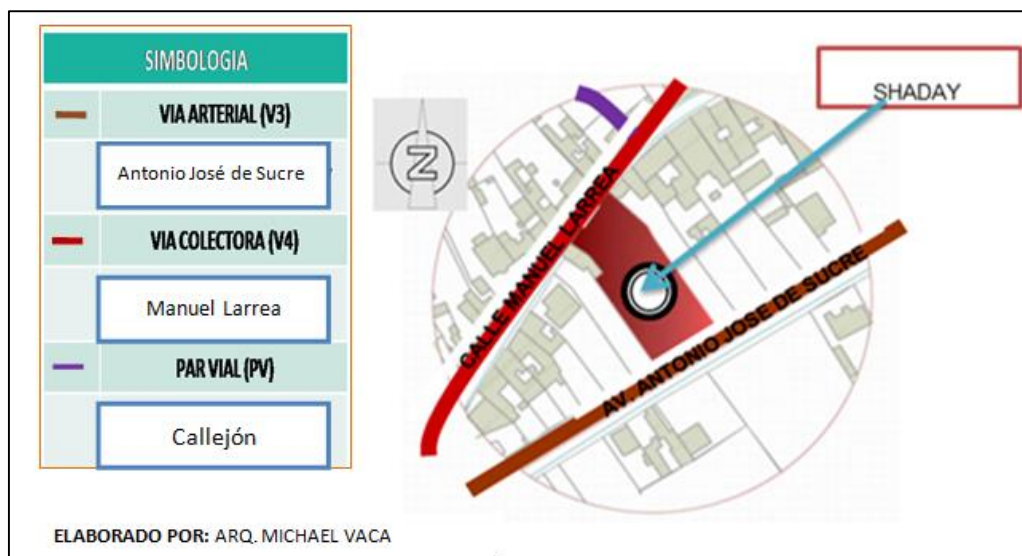 SIMBOLOGIA
VIA ARTERIAL (V3)
Antonio José de Sucre
VIA COLECTORA (V4)
Manuel Larrea
PAR VIAL (PV)
Callejón
ELABORADO POR: ARQ. MICHAEL VACA
N
SHADAY
CALLE MANUEL LARREA
AV. ANTONIO JOSE DE SUCRE